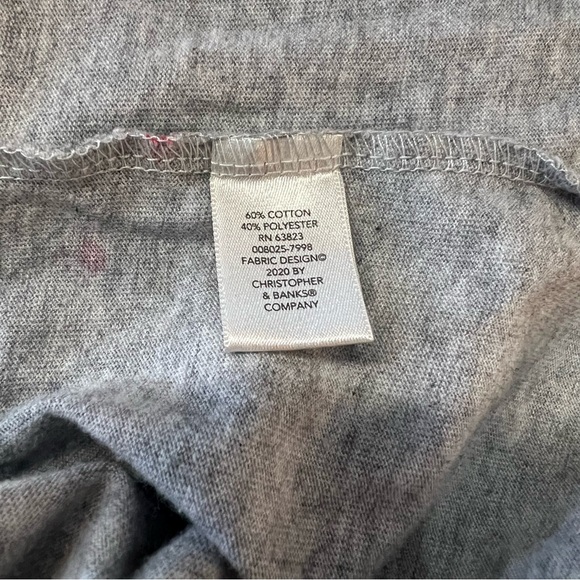 60% COTTON
40% POLYESTER
RN 63823
008025-7998
FABRIC DESIGN©
2020 BY
CHRISTOPHER
& BANKS®
COMPANY